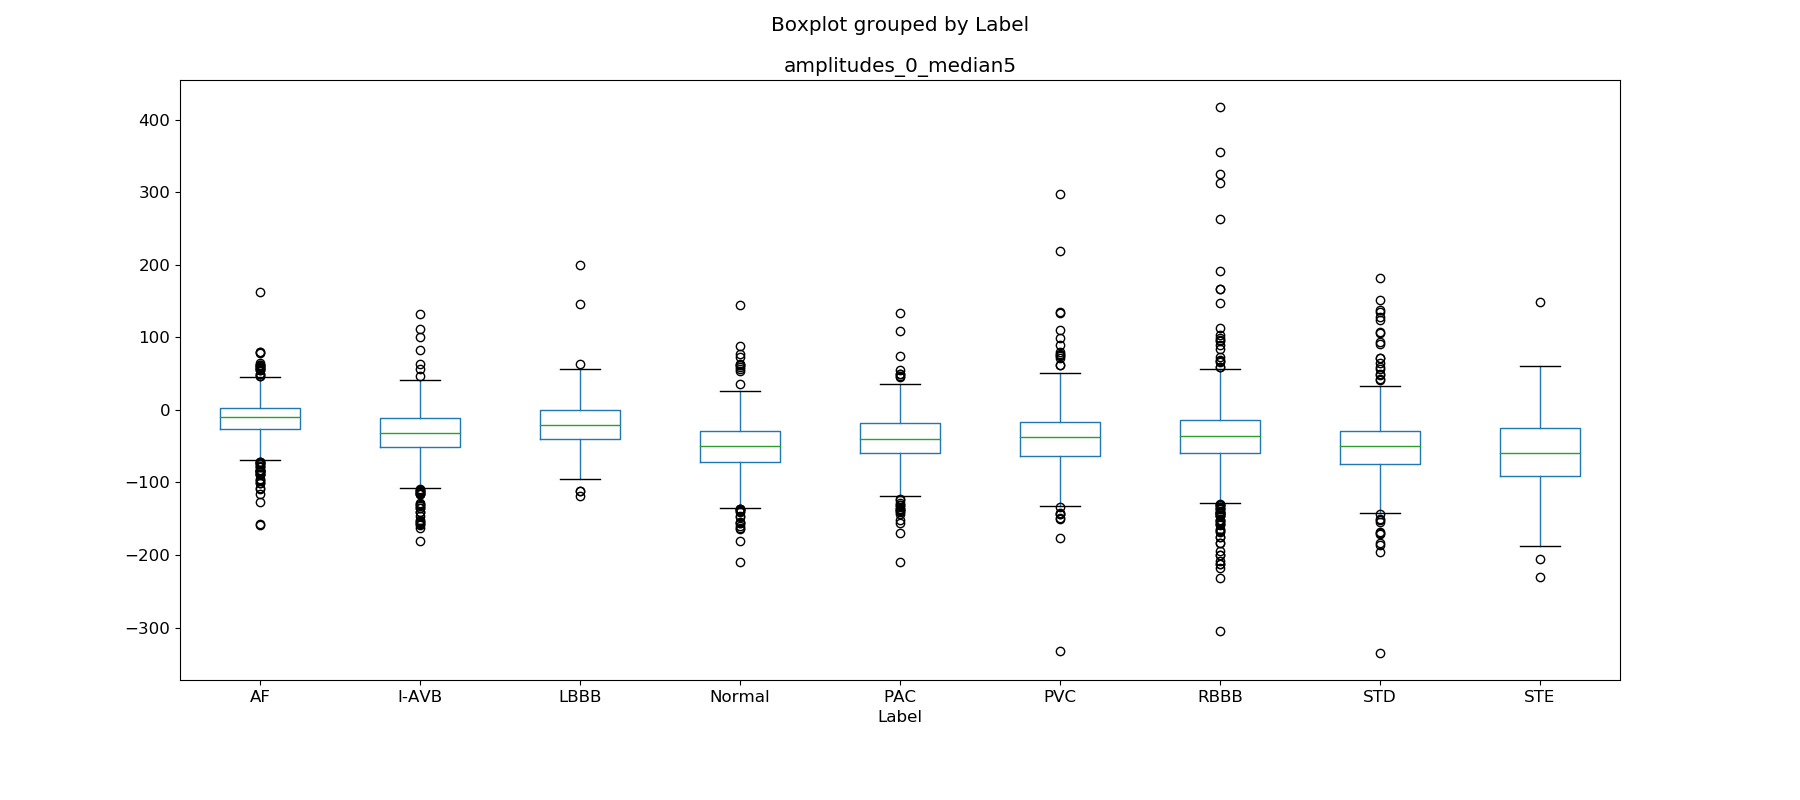 Boxplot grouped by Label
amplitudes_0_median5
400
300
200
100
0
−100
−200
−300
AF I-AVB LBBB Normal PAC PVC RBBB STD STE
Label